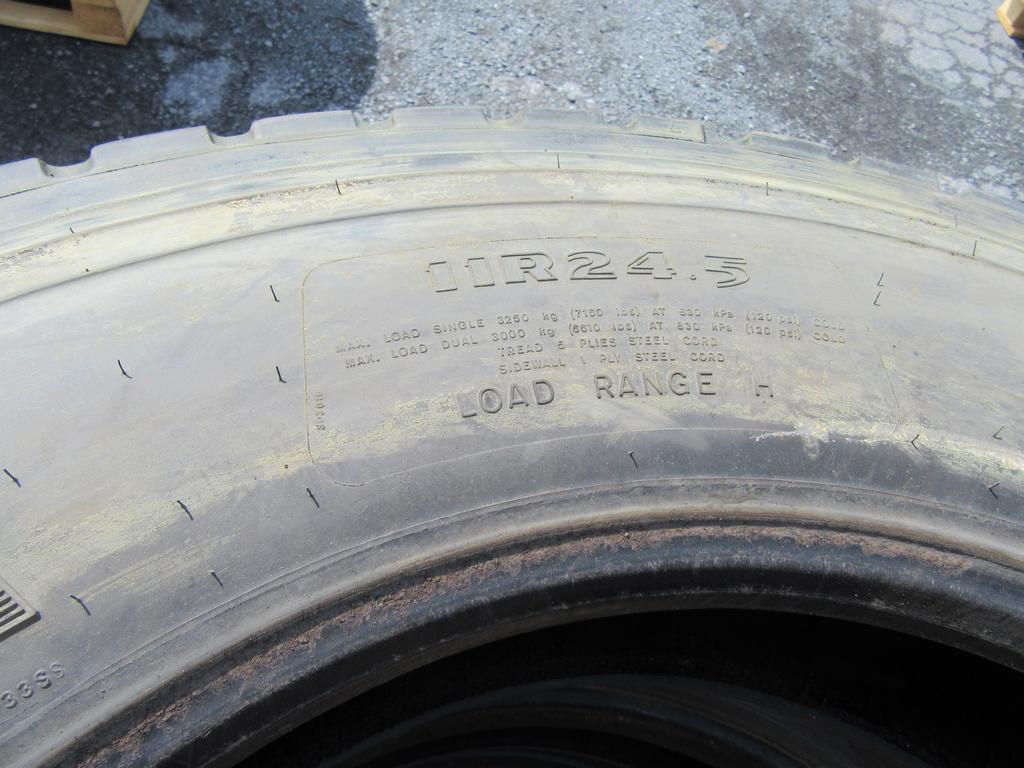 11R24.5
MAX. LOAD SINGLE 3250 kg (7160 lbs) AT 830 kPa (120 psi) COLD
MAX. LOAD DUAL 3000 kg (6610 lbs) AT 830 kPa (120 psi) COLD
TREAD 5 PLIES STEEL CORD
SIDEWALL 1 PLY STEEL CORD
LOAD RANGE H